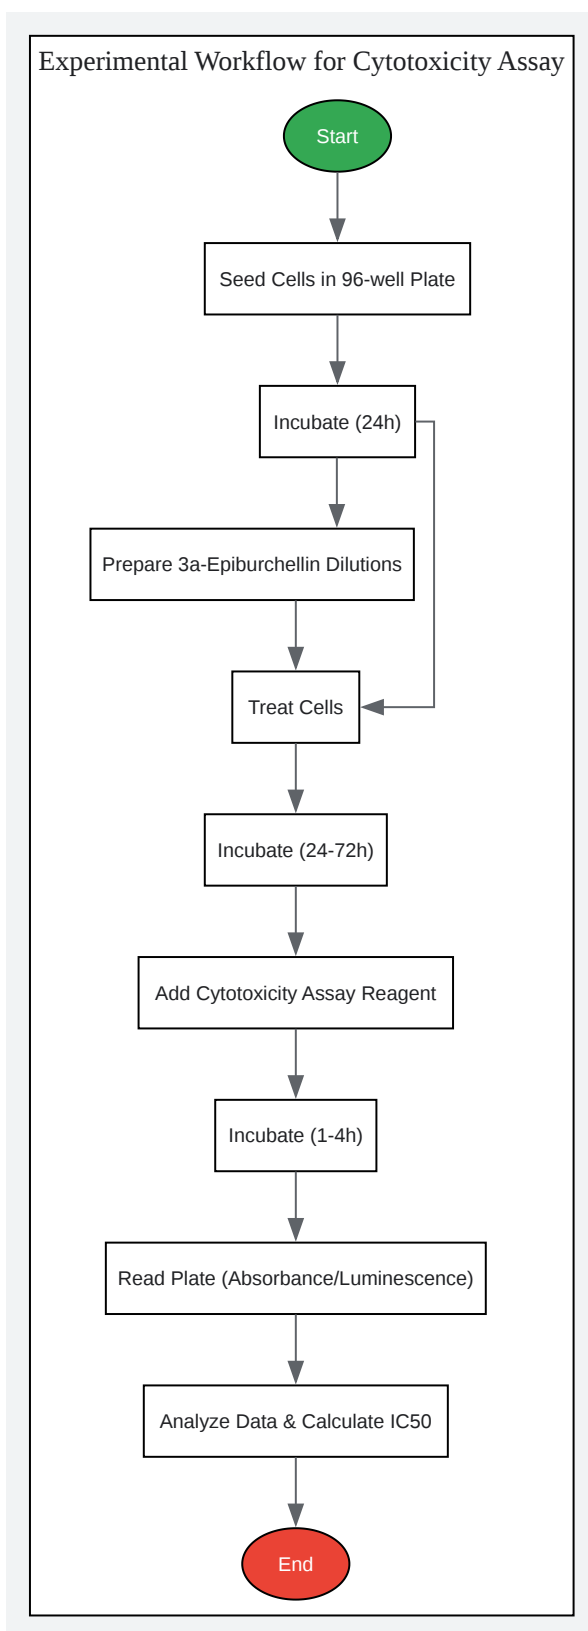 Experimental Workflow for Cytotoxicity Assay
Start
Seed Cells in 96-well Plate
Incubate (24h)
Prepare 3a-Epiburchellin Dilutions
Treat Cells
Incubate (24-72h)
Add Cytotoxicity Assay Reagent
Incubate (1-4h)
Read Plate (Absorbance/Luminescence)
Analyze Data & Calculate IC50
End